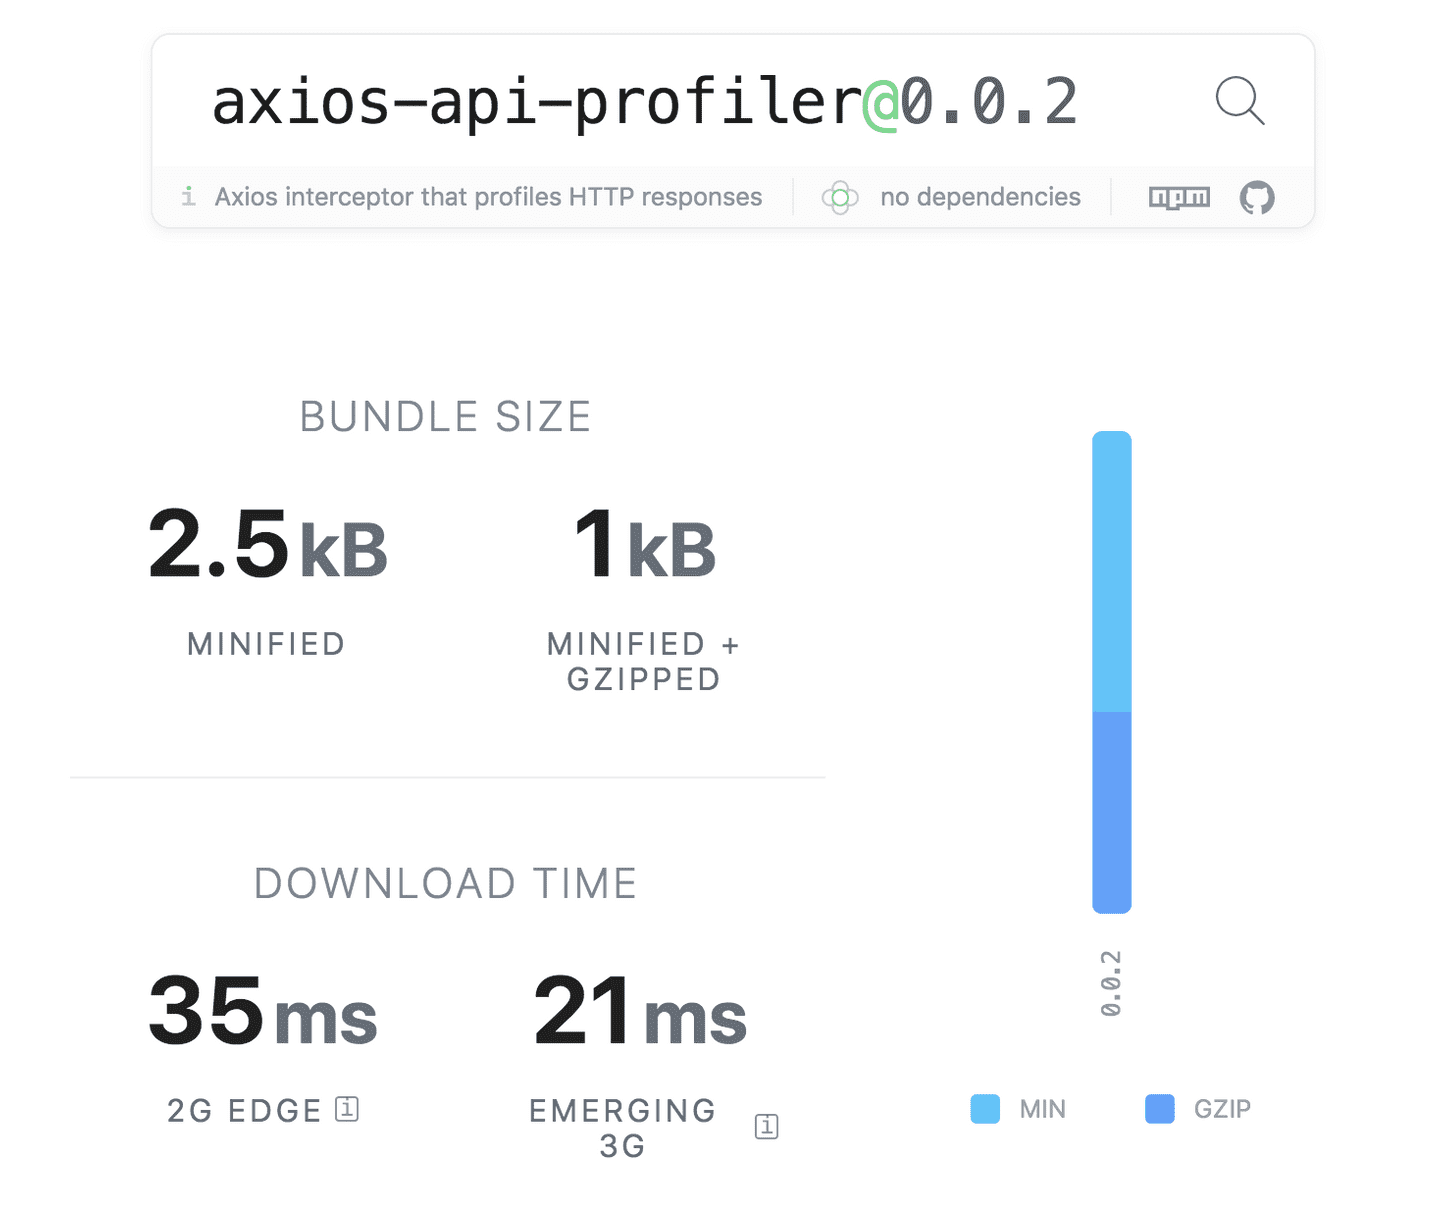 axios-api-profiler@0.0.2
i Axios interceptor that profiles HTTP responses no dependencies npm
BUNDLE SIZE
2.5 kB 1 kB
MINIFIED MINIFIED +
GZIPPED
DOWNLOAD TIME
35 ms 21 ms
2G EDGE i EMERGING
3G i
0.0.2
MIN GZIP